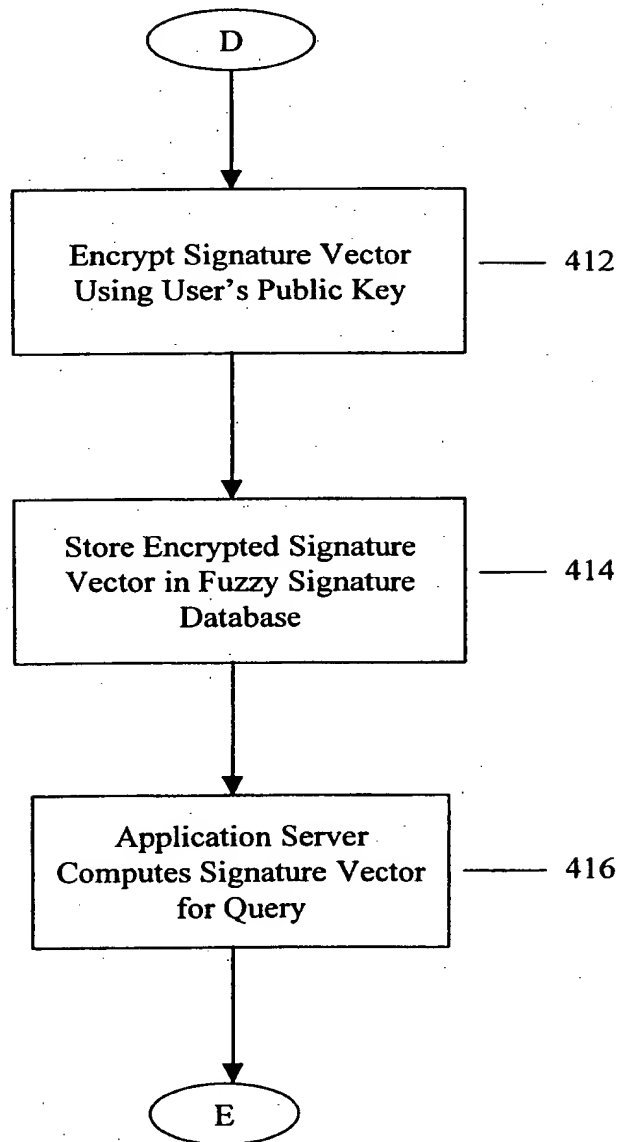 D
Encrypt Signature Vector
Using User's Public Key
412
Store Encrypted Signature
Vector in Fuzzy Signature
Database
414
Application Server
Computes Signature Vector
for Query
416
E